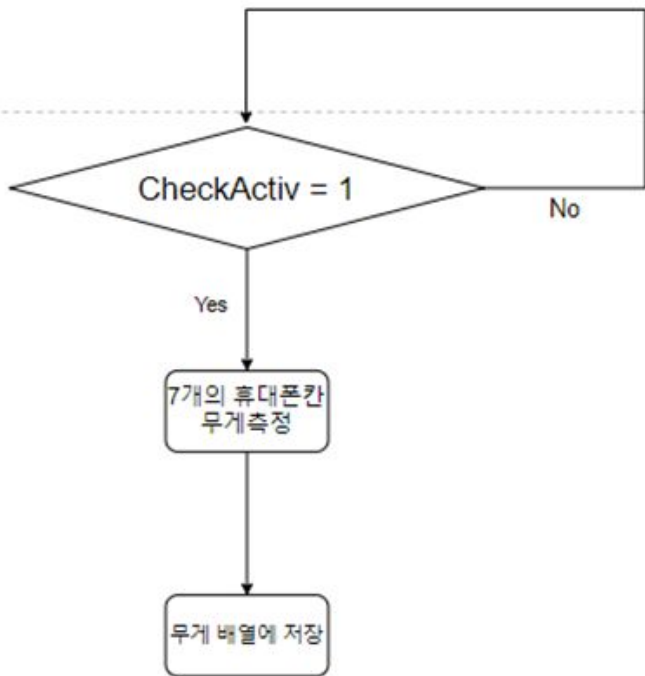 CheckActiv = 1
No
Yes
7개의 휴대폰칸
무게측정
무게 배열에 저장